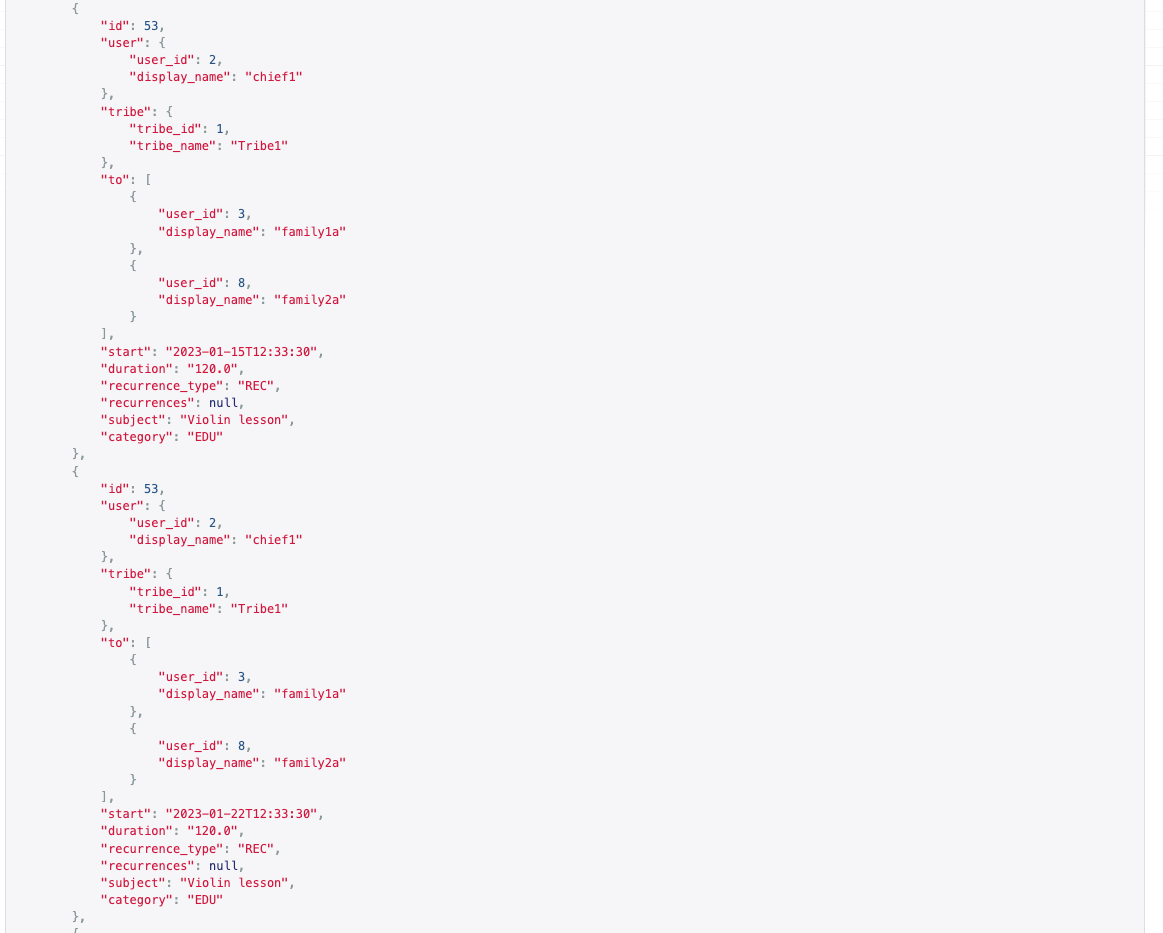 {
"id": 53,
"user": {
"user_id": 2,
"display_name": "chief1"
},
"tribe": {
"tribe_id": 1,
"tribe_name": "Tribe1"
},
"to": [
{
"user_id": 3,
"display_name": "family1a"
},
{
"user_id": 8,
"display_name": "family2a"
}
],
"start": "2023-01-15T12:33:30",
"duration": "120.0",
"recurrence_type": "REC",
"recurrences": null,
"subject": "Violin lesson",
"category": "EDU"
},
{
"id": 53,
"user": {
"user_id": 2,
"display_name": "chief1"
},
"tribe": {
"tribe_id": 1,
"tribe_name": "Tribe1"
},
"to": [
{
"user_id": 3,
"display_name": "family1a"
},
{
"user_id": 8,
"display_name": "family2a"
}
],
"start": "2023-01-22T12:33:30",
"duration": "120.0",
"recurrence_type": "REC",
"recurrences": null,
"subject": "Violin lesson",
"category": "EDU"
},
{